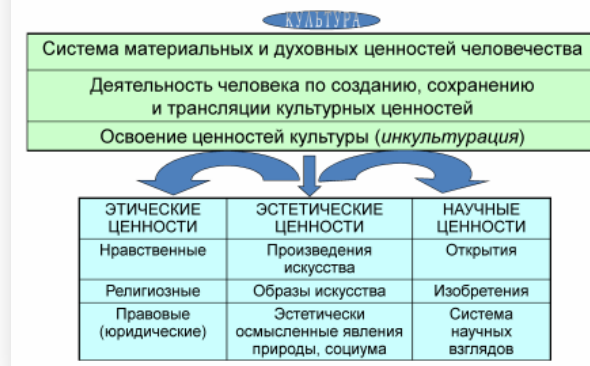 КУЛЬТУРА
Система материальных и духовных ценностей человечества
Деятельность человека по созданию, сохранению
и трансляции культурных ценностей
Освоение ценностей культуры (инкультурация)
ЭТИЧЕСКИЕ
ЦЕННОСТИ
ЭСТЕТИЧЕСКИЕ
ЦЕННОСТИ
НАУЧНЫЕ
ЦЕННОСТИ
Нравственные
Произведения
искусства
Открытия
Религиозные
Образы искусства
Изобретения
Правовые
(юридические)
Эстетически
осмысленные явления
природы, социума
Система
научных
взглядов